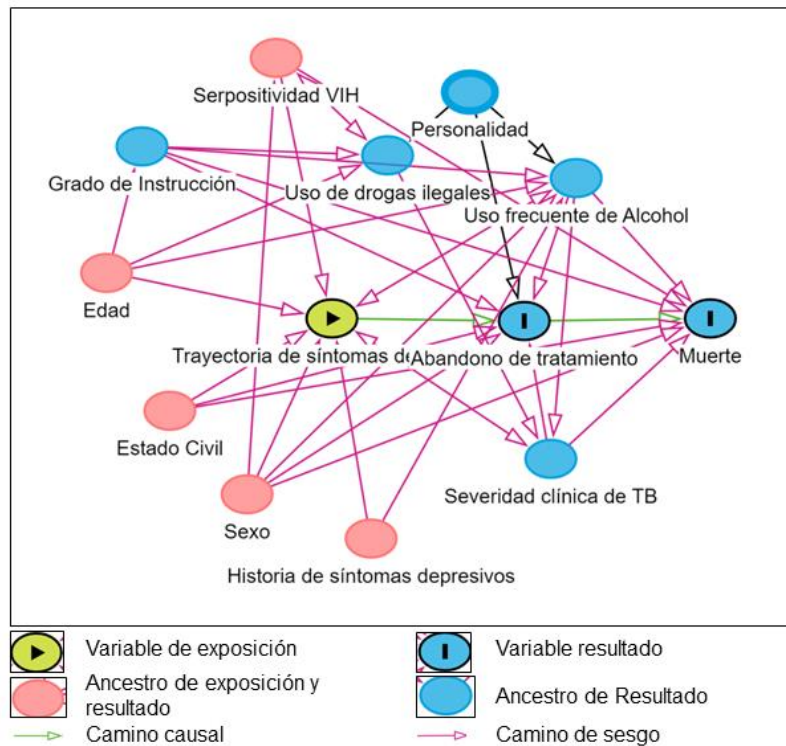 Serpositividad VIH
Personalidad
Grado de Instrucción
Uso de drogas ilegales
Uso frecuente de Alcohol
Edad
Trayectoria de síntomas
Abandono de tratamiento
Muerte
Estado Civil
Severidad clínica de TB
Sexo
Historia de síntomas depresivos
Variable de exposición
Variable resultado
Ancestro de exposición y
resultado
Ancestro de Resultado
Camino causal
Camino de sesgo